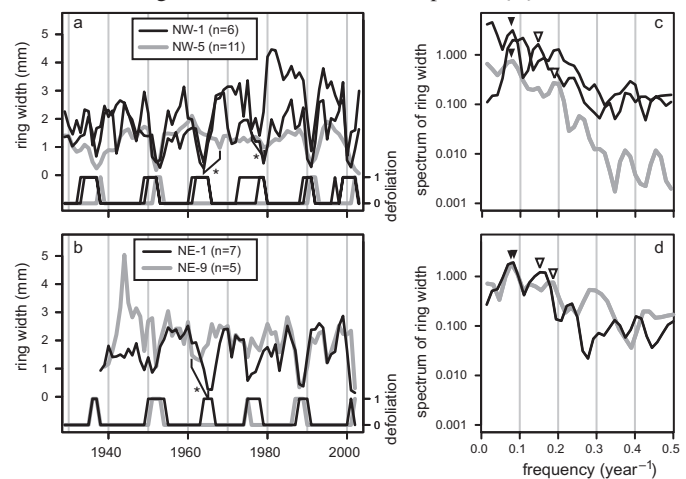 a
NW-1 (n=6)
NW-5 (n=11)
ring width (mm)
5
4
3
2
1
0
*
*
1
0
defoliation
b
NE-1 (n=7)
NE-9 (n=5)
ring width (mm)
5
4
3
2
1
0
*
1
0
defoliation
1940
1960
1980
2000
c
spectrum of ring width
1.000
0.100
0.010
0.001
d
spectrum of ring width
1.000
0.100
0.010
0.001
0.0
0.1
0.2
0.3
0.4
0.5
frequency (year⁻¹)